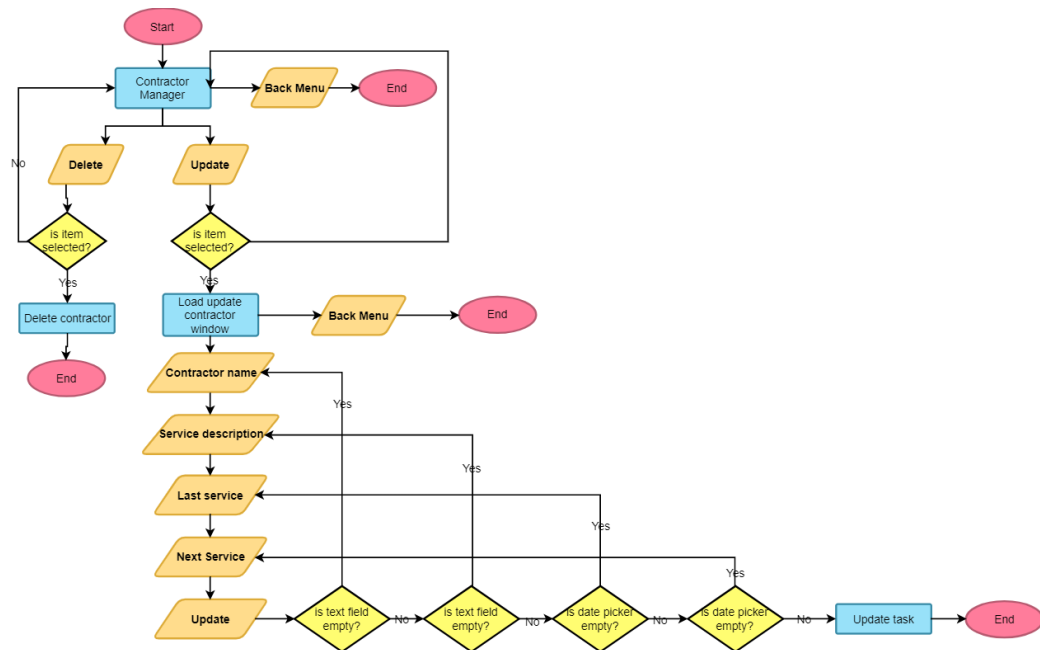 Start
Contractor
Manager
Back Menu
End
No
Delete
Update
is item
selected?
is item
selected?
Yes
Yes
Delete contractor
Load update
contractor
window
Back Menu
End
End
Contractor name
Yes
Service description
Yes
Last service
Yes
Next Service
Yes
Update
is text field
empty?
No
is text field
empty?
No
is date picker
empty?
No
is date picker
empty?
No
Update task
End